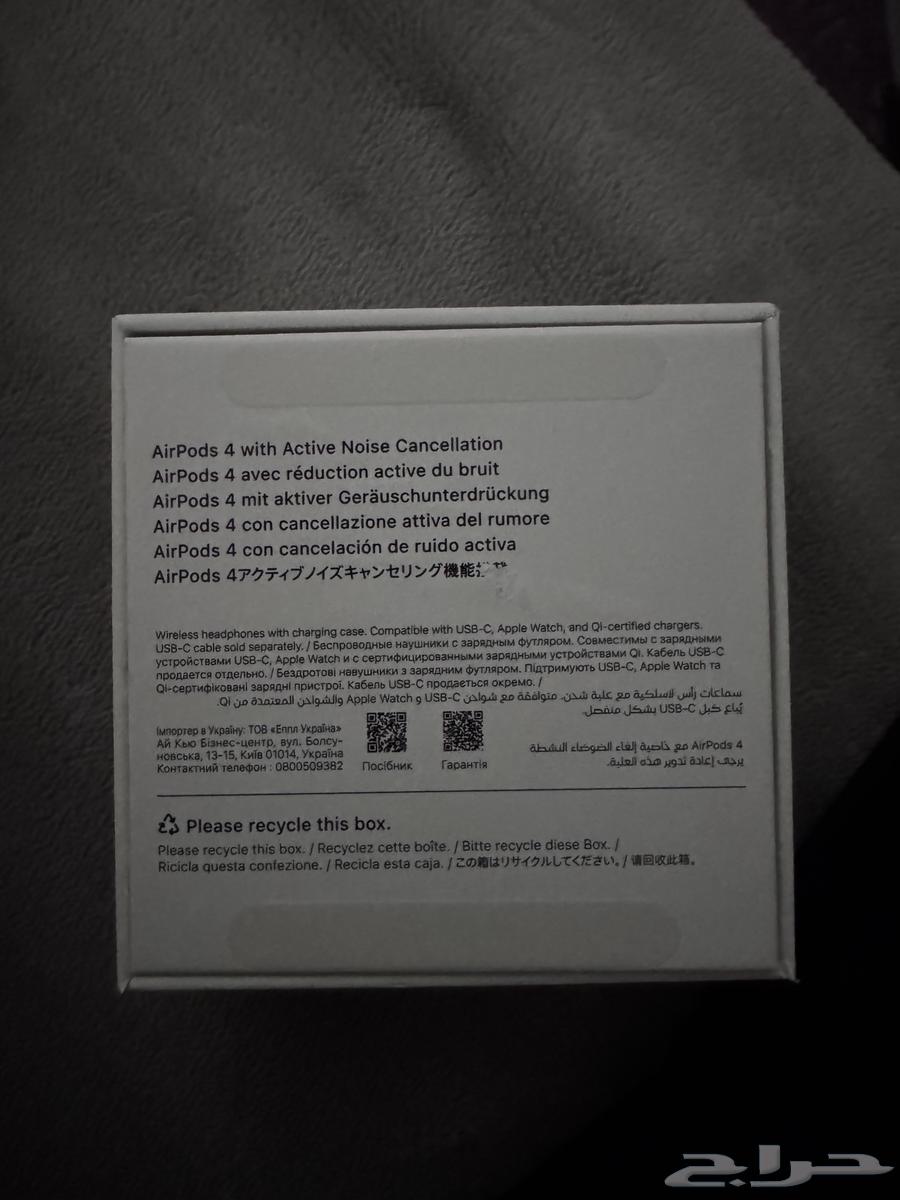 AirPods 4 with Active Noise Cancellation
AirPods 4 avec réduction active du bruit
AirPods 4 mit aktiver Geräuschunterdrückung
AirPods 4 con cancellazione attiva del rumore
AirPods 4 con cancelación de ruido activa
AirPods 4アクティブノイズキャンセリング機能
Wireless headphones with charging case. Compatible with USB-C, Apple Watch, and Qi-certified chargers.
USB-C cable sold separately. / Беспроводные наушники с зарядным футляром. Совместимы с зарядными
устройствами USB-C, Apple Watch и с сертифицированными зарядными устройствами Qi. Кабель USB-C
продается отдельно. / Бездротові навушники з зарядним футляром. Підтримують USB-C, Apple Watch та
Qi-сертифіковані зарядні пристрої. Кабель USB-C продається окремо. /
سماعات رأس لاسلكية مع علبة شحن. متوافقة مع شواحن USB-C و Apple Watch والشواحن المعتمدة من Qi.
يُباع كبل USB-C بشكل منفصل.
Імпортер в Україну: ТОВ «Епл Україна»
Ай Кью Бізнес-центр, вул. Болсу-
новська, 13-15, Київ 01014, Україна
Контактний телефон : 0800509382
Посібник
Гарантія
AirPods 4 مع خاصية إلغاء الضوضاء النشطة
يرجى إعادة تدوير هذه العلبة.
Please recycle this box.
Please recycle this box. / Recyclez cette boîte. / Bitte recycle diese Box. /
Ricicla questa confezione. / Recicla esta caja. / この箱はリサイクルしてください。/ 请回收此箱。
حراج